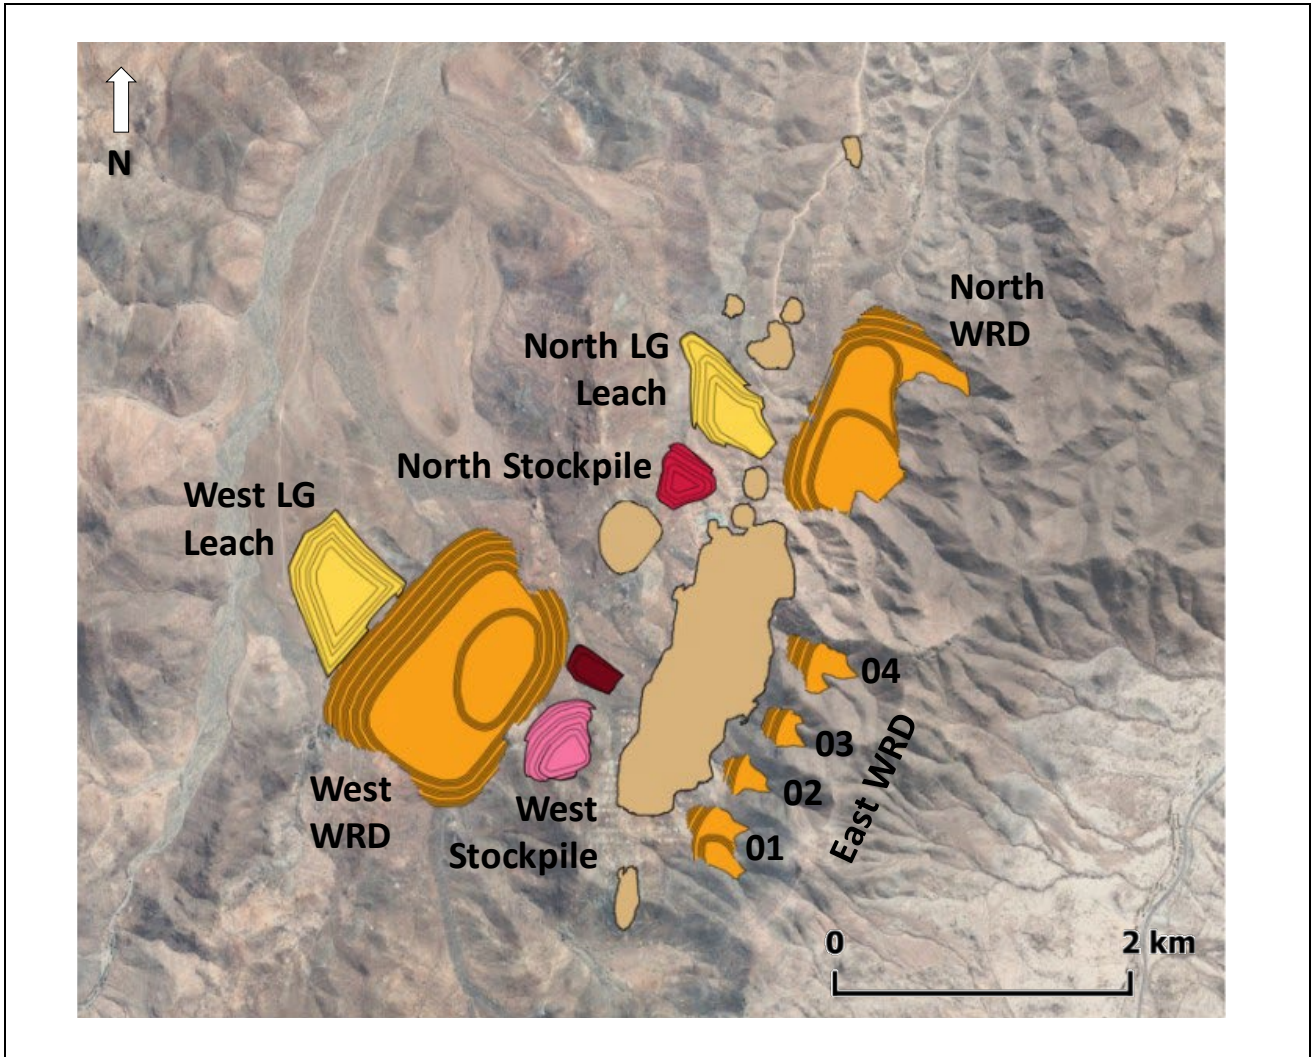 N
North
WRD
North LG
Leach
North Stockpile
West LG
Leach
04
03
East WRD
02
West
WRD
West
Stockpile
01
0
2 km